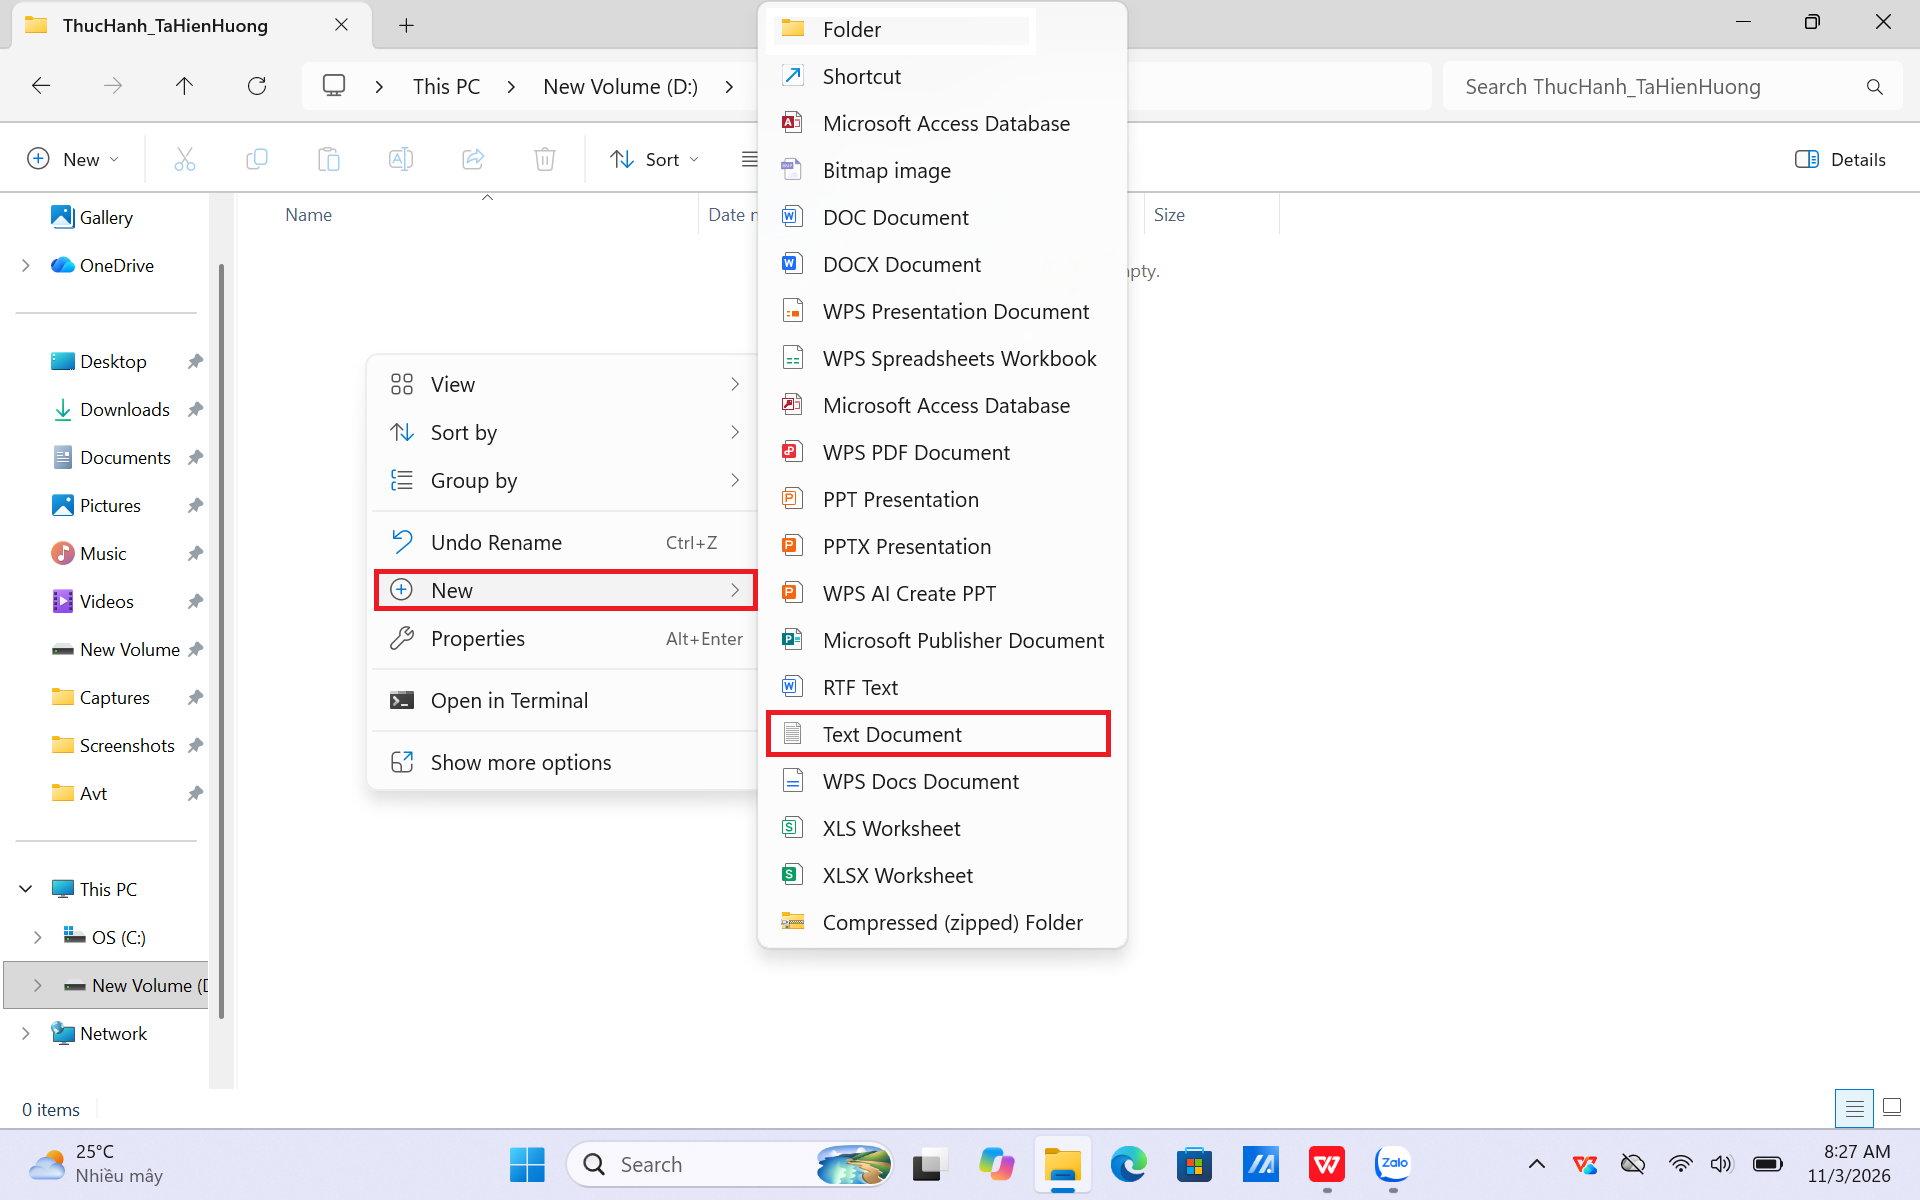 ThucHanh_TaHienHuong
This PC
New Volume (D:)
Search ThucHanh_TaHienHuong
New
Sort
Details
Name
Date
Size
Gallery
OneDrive
Desktop
Downloads
Documents
Pictures
Music
Videos
New Volume
Captures
Screenshots
Avt
This PC
OS (C:)
New Volume (D
Network
View
Sort by
Group by
Undo Rename Ctrl+Z
New
Properties Alt+Enter
Open in Terminal
Show more options
Folder
Shortcut
Microsoft Access Database
Bitmap image
DOC Document
DOCX Document
WPS Presentation Document
WPS Spreadsheets Workbook
Microsoft Access Database
WPS PDF Document
PPT Presentation
PPTX Presentation
WPS AI Create PPT
Microsoft Publisher Document
RTF Text
Text Document
WPS Docs Document
XLS Worksheet
XLSX Worksheet
Compressed (zipped) Folder
pty.
0 items
25°C
Nhiều mây
Search
Zalo
8:27 AM
11/3/2026